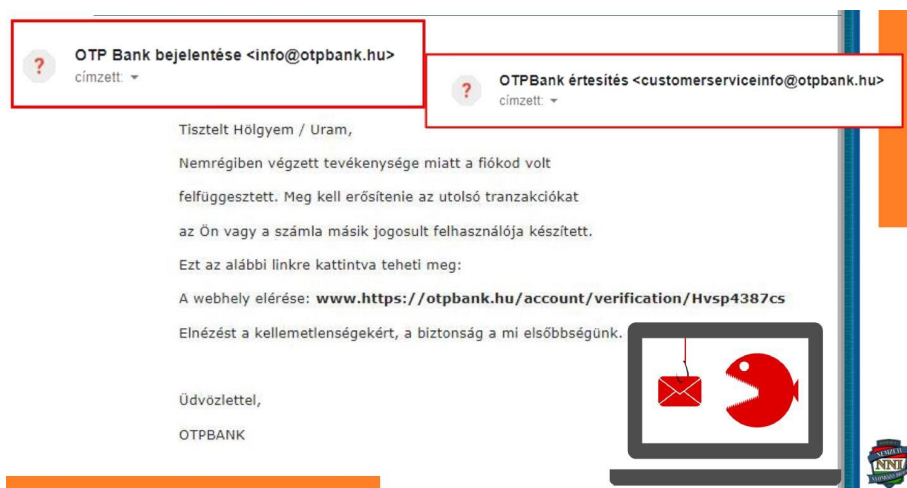 OTP Bank bejelentése <info@otpbank.hu>
címzett:
OTPBank értesítés <customerserviceinfo@otpbank.hu>
címzett:
Tisztelt Hölgyem / Uram,
Nemrégiben végzett tevékenysége miatt a fiókod volt
felfüggesztett. Meg kell erősítenie az utolsó tranzakciókat
az Ön vagy a számla másik jogosult felhasználója készített.
Ezt az alábbi linkre kattintva teheti meg:
A webhely elérése: www.https://otpbank.hu/account/verification/Hvsp4387cs
Elnézést a kellemetlenségekért, a biztonság a mi elsőbbségünk.
Üdvözlettel,
OTPBANK
NEMZETI
NNI